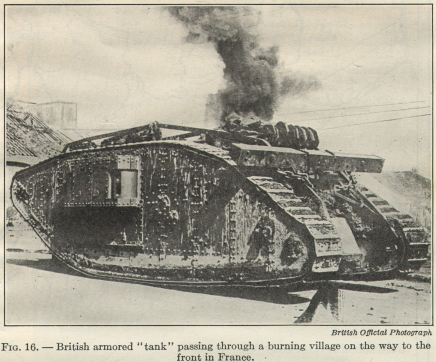 British Official Photograph
FIG. 16. — British armored "tank" passing through a burning village on the way to the
front in France.